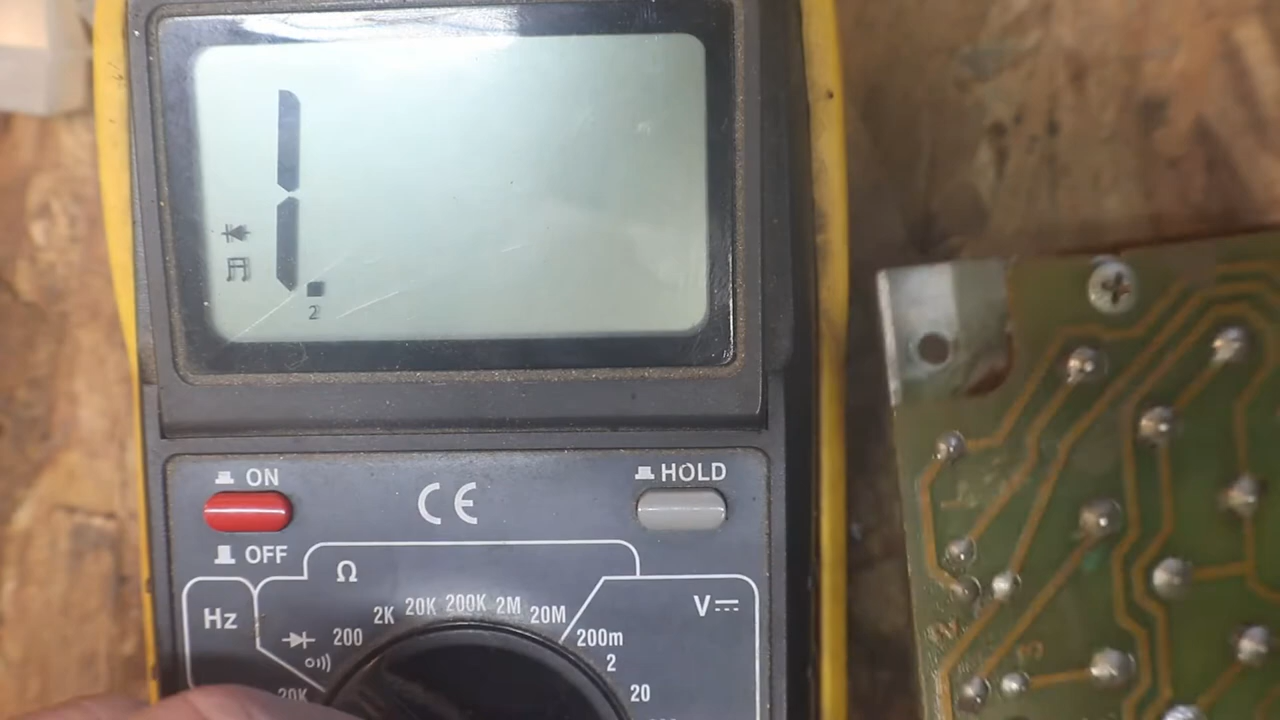 1.
2
ON
HOLD
CE
OFF
Ω
Hz
2K 20K 200K 2M 20M
200
V
200m
2
20K
20